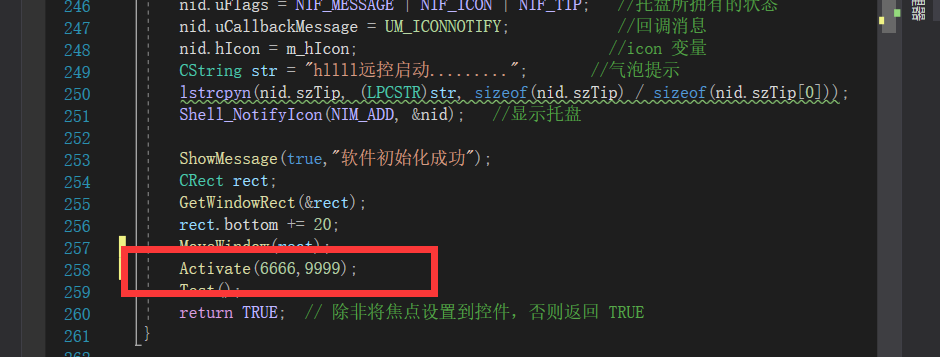 246 nid.uFlags = NIF_MESSAGE | NIF_ICON | NIF_TIP; //托盘所拥有的状态
247 nid.uCallbackMessage = UM_ICONNOTIFY; //回调消息
248 nid.hIcon = m_hIcon; //icon 变量
249 CString str = "hllll远控启动........."; //气泡提示
250 lstrcpyn(nid.szTip, (LPCSTR)str, sizeof(nid.szTip) / sizeof(nid.szTip[0]));
251 Shell_NotifyIcon(NIM_ADD, &nid); //显示托盘
252
253 ShowMessage(true,"软件初始化成功");
254 CRect rect;
255 GetWindowRect(&rect);
256 rect.bottom += 20;
257 MoveWindow(rect);
258 Activate(6666,9999);
259 Test();
260 return TRUE; // 除非将焦点设置到控件，否则返回 TRUE
261 }